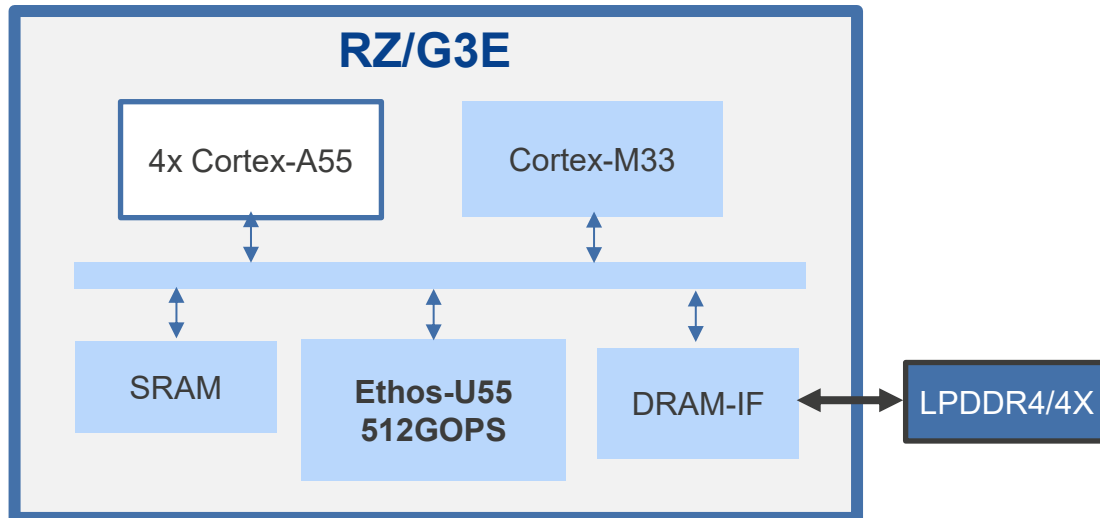 RZ/G3E
4x Cortex-A55
Cortex-M33
SRAM
Ethos-U55
512GOPS
DRAM-IF
LPDDR4/4X